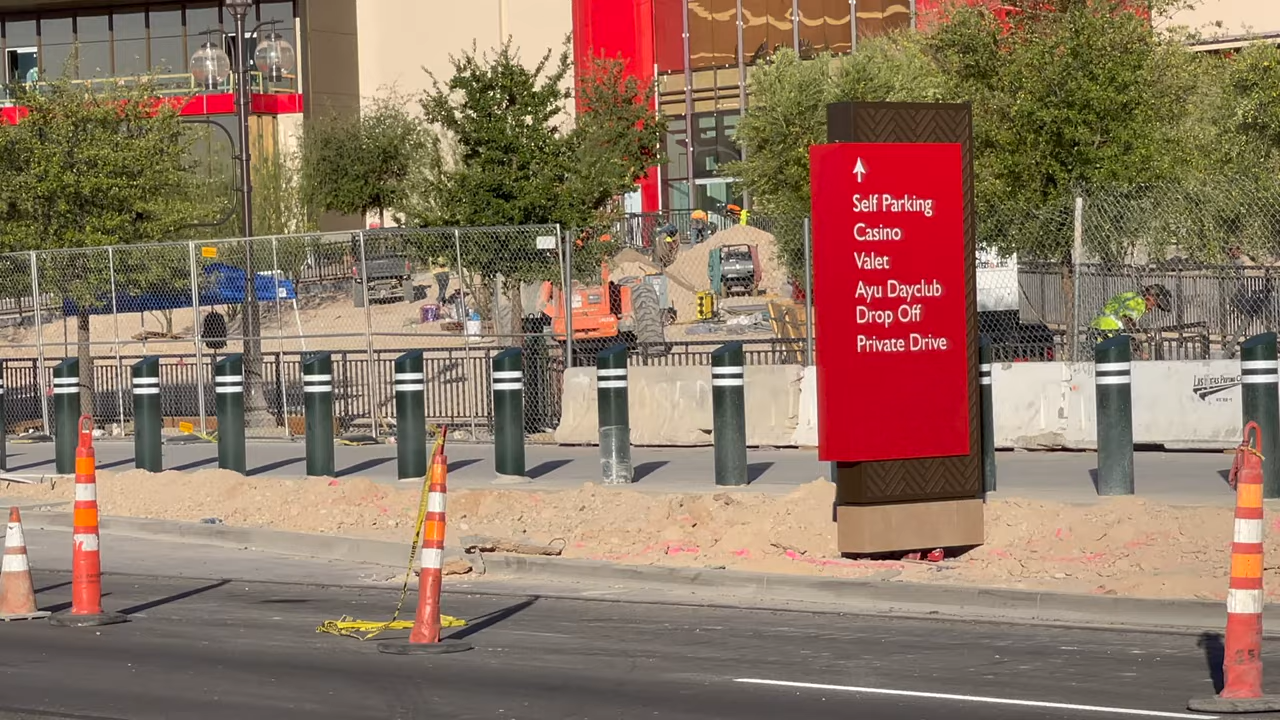 Self Parking
Casino
Valet
Ayu Dayclub
Drop Off
Private Drive